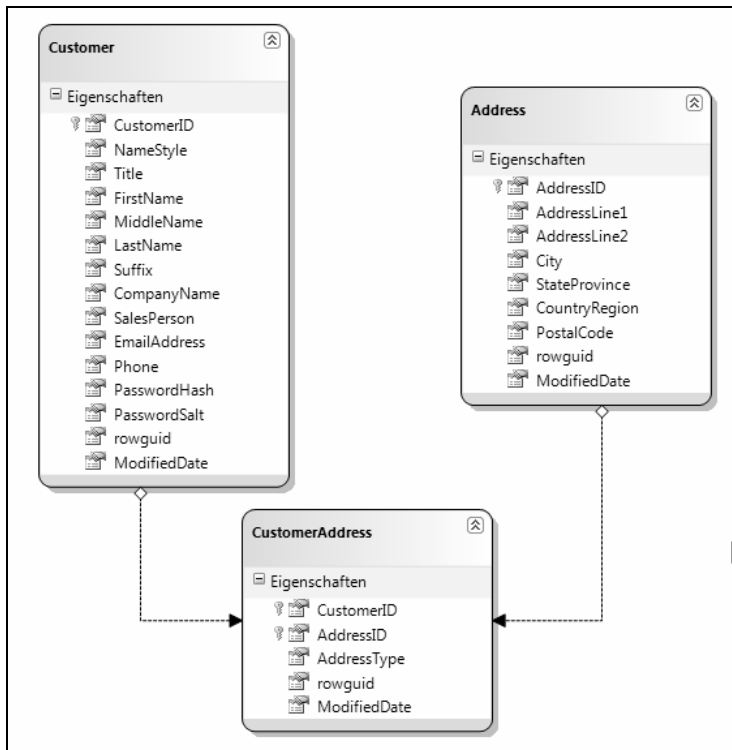 Customer
Eigenschaften
CustomerID
NameStyle
Title
FirstName
MiddleName
LastName
Suffix
CompanyName
SalesPerson
EmailAddress
Phone
PasswordHash
PasswordSalt
rowguid
ModifiedDate
Address
Eigenschaften
AddressID
AddressLine1
AddressLine2
City
StateProvince
CountryRegion
PostalCode
rowguid
ModifiedDate
CustomerAddress
Eigenschaften
CustomerID
AddressID
AddressType
rowguid
ModifiedDate